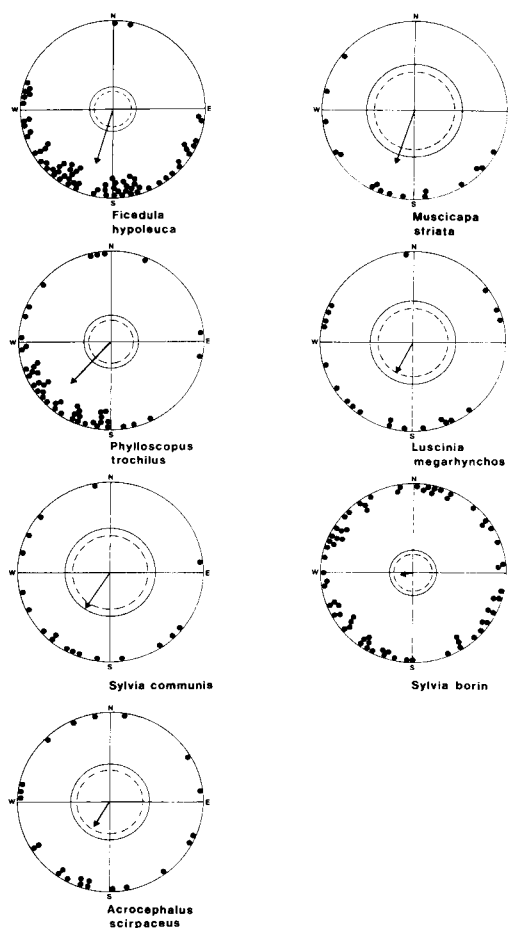 N
W E
S
Ficedula
hypoleuca
N
W E
S
Muscicapa
striata
N
W E
S
Phylloscopus
trochilus
N
W E
S
Luscinia
megarhynchos
N
W E
S
Sylvia communis
N
W E
S
Sylvia borin
N
W E
S
Acrocephalus
scirpaceus